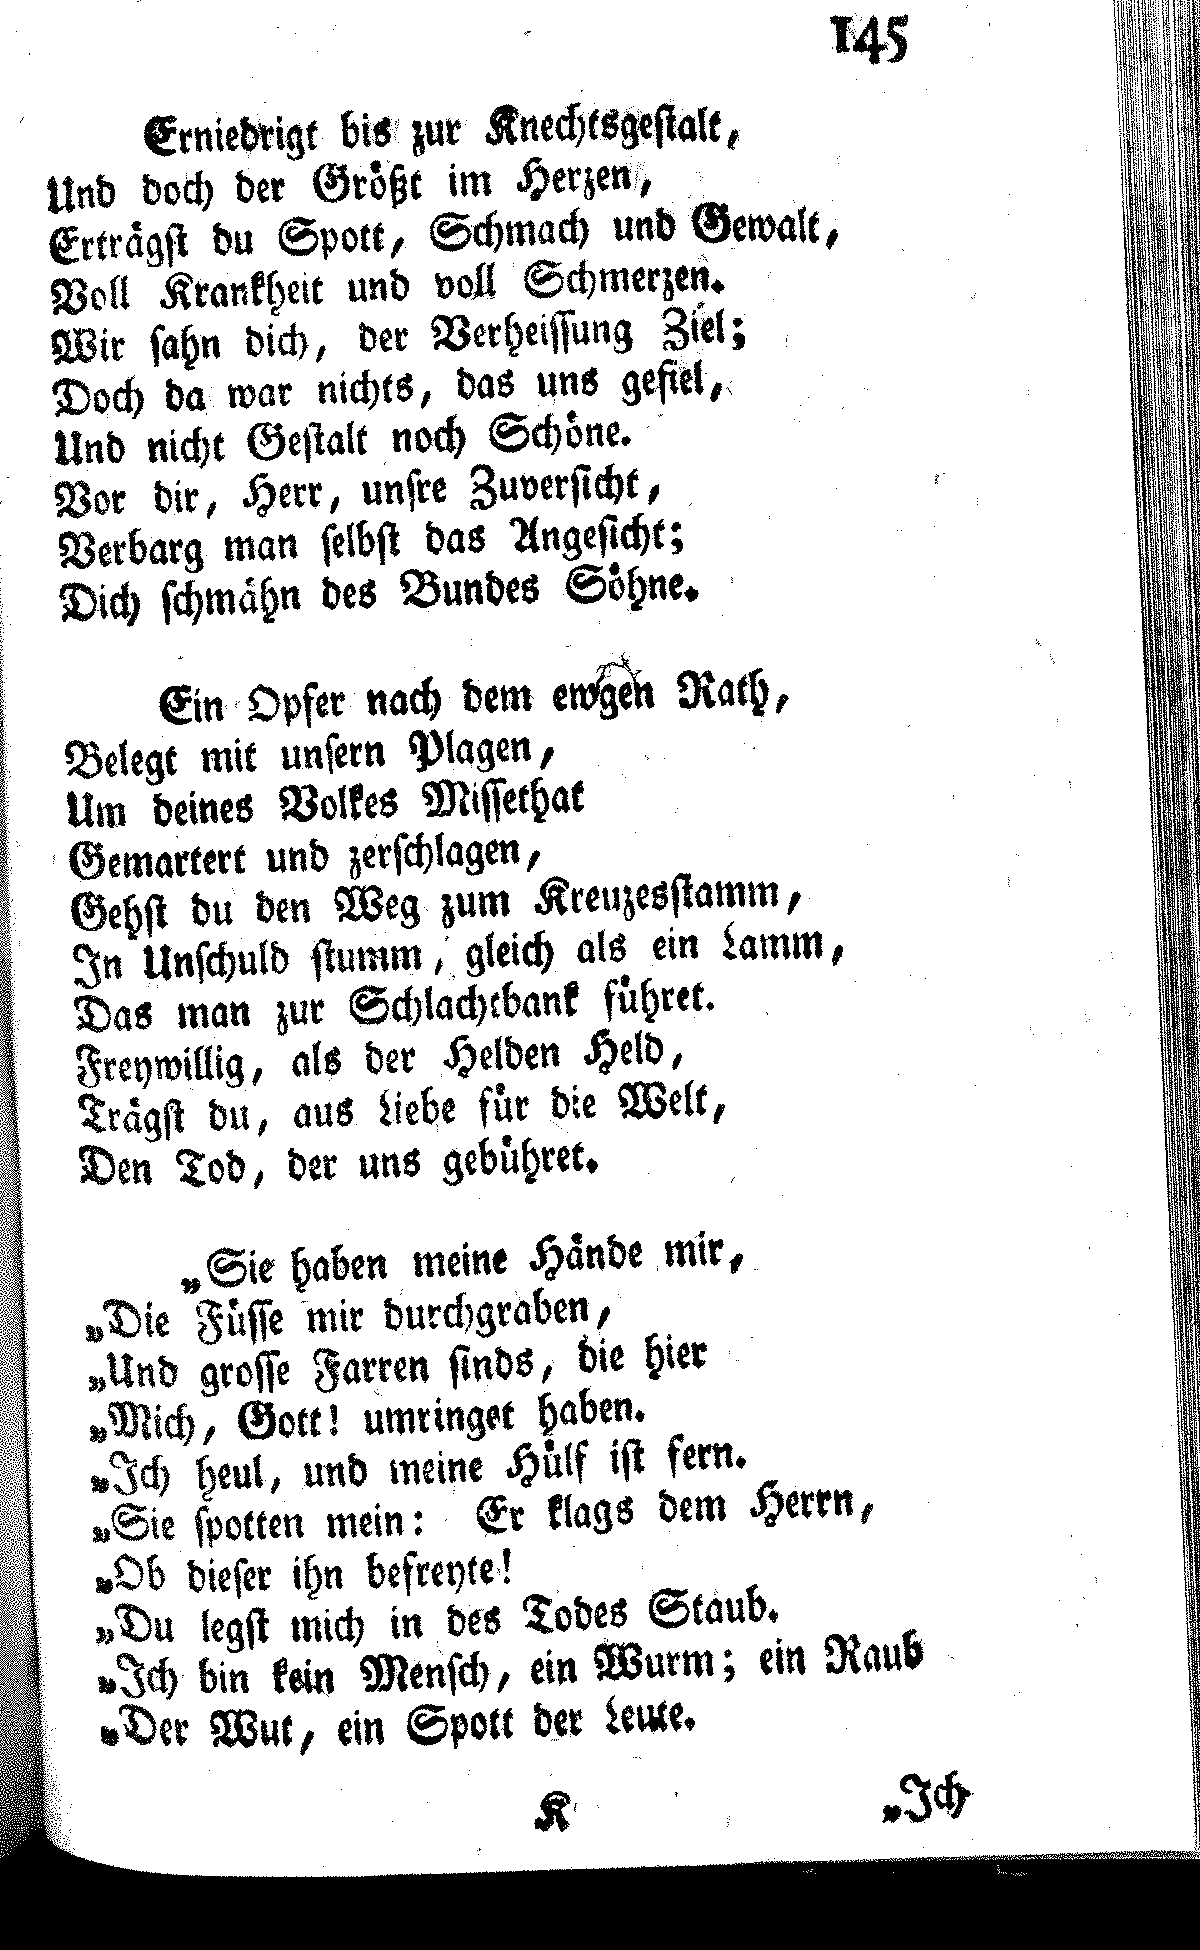 145
Erniedrigt bis zur Knechtsgestalt,
Und doch der Größt im Herzen,
Erträgst du Spott, Schmach und Gewalt,
Voll Krankheit und voll Schmerzen.
Wir sahn dich, der Verheissung Ziel;
Doch da war nichts, das uns gefiel,
Und nicht Gestalt noch Schöne.
Vor dir, Herr, unsre Zuversicht,
Verbarg man selbst das Angesicht;
Dich schmähn des Bundes Söhne.
Ein Opfer nach dem ewgen Rath,
Belegt mit unsern Plagen,
Um deines Volkes Missethat
Gemartert und zerschlagen,
Gehst du den Weg zum Kreuzesstamm,
In Unschuld stumm, gleich als ein Lamm,
Das man zur Schlachtbank führet.
Freywillig, als der Helden Held,
Trägst du, aus Liebe für die Welt,
Den Tod, der uns gebühret.
„Sie haben meine Hände mir,
„Die Füsse mir durchgraben,
„Und grosse Farren sinds, die hier
„Mich, Gott! umringet haben.
„Ich heul, und meine Hülf ist fern.
„Sie spotten mein: Er klags dem Herrn,
„Ob dieser ihn befreyte!
„Du legst mich in des Todes Staub.
„Ich bin kein Mensch, ein Wurm; ein Raub
„Der Wut, ein Spott der Leute.
K „Ich